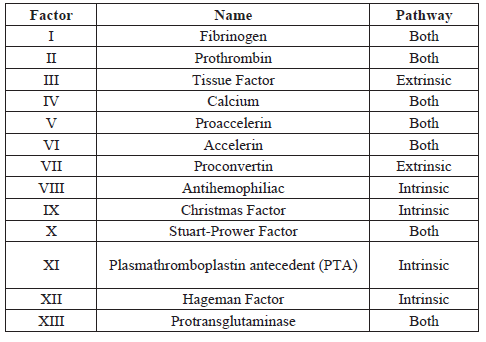 Factor Name Pathway
I Fibrinogen Both
II Prothrombin Both
III Tissue Factor Extrinsic
IV Calcium Both
V Proaccelerin Both
VI Accelerin Both
VII Proconvertin Extrinsic
VIII Antihemophiliac Intrinsic
IX Christmas Factor Intrinsic
X Stuart-Prower Factor Both
XI Plasmathromboplastin antecedent (PTA) Intrinsic
XII Hageman Factor Intrinsic
XIII Protransglutaminase Both